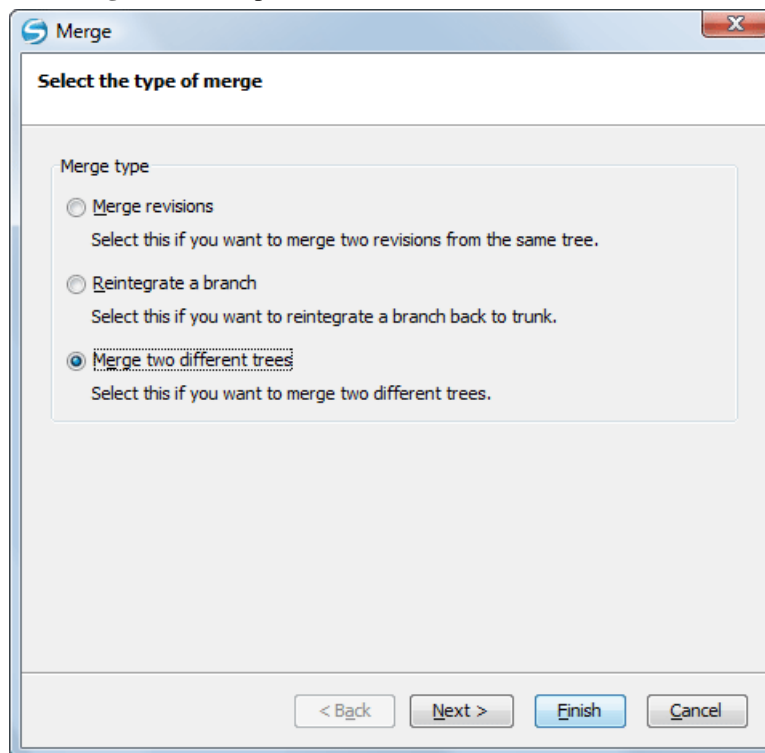 Merge
Select the type of merge
Merge type
Merge revisions
Select this if you want to merge two revisions from the same tree.
Reintegrate a branch
Select this if you want to reintegrate a branch back to trunk.
Merge two different trees
Select this if you want to merge two different trees.
< Back Next > Finish Cancel